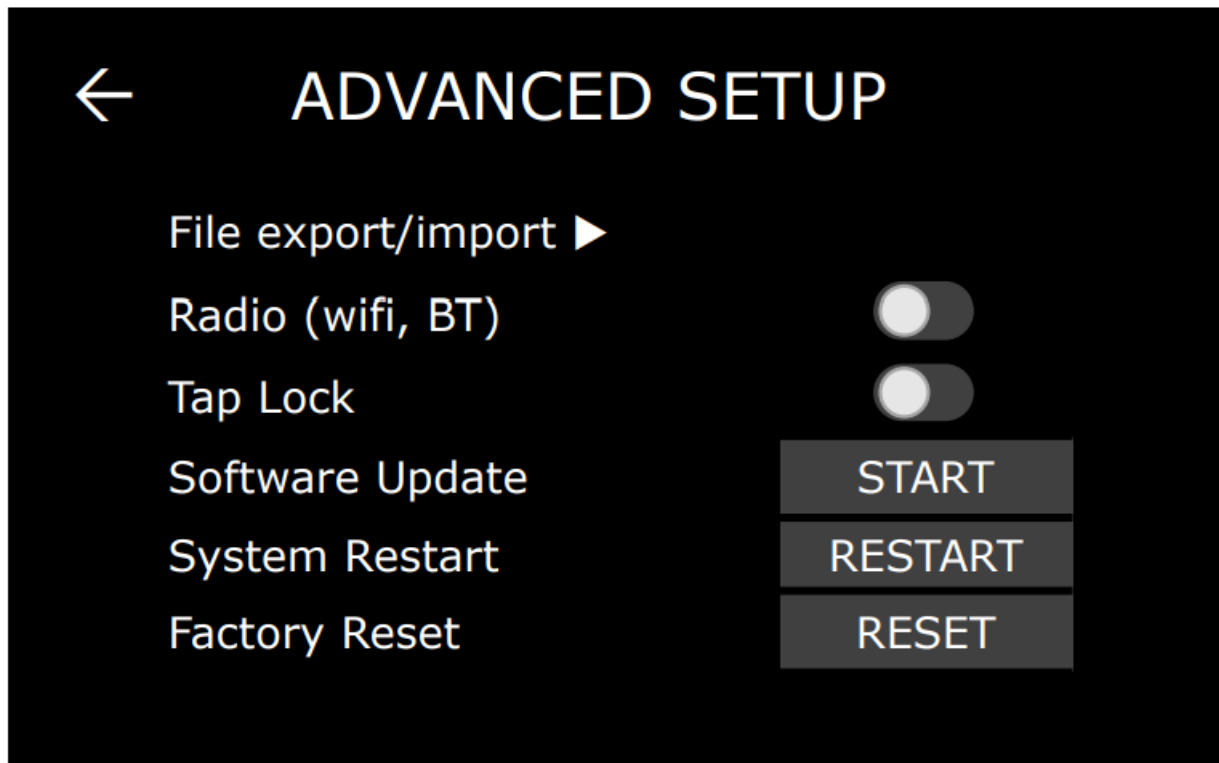 ADVANCED SETUP
File export/import
Radio (wifi, BT)
Tap Lock
Software Update START
System Restart RESTART
Factory Reset RESET